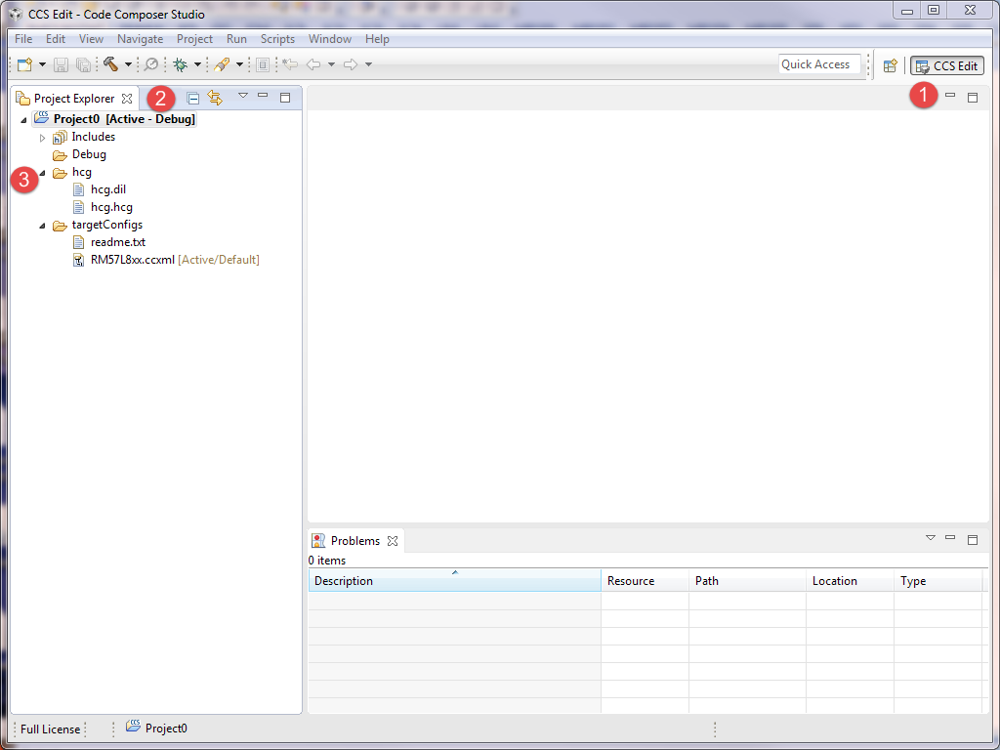 CCS Edit - Code Composer Studio
File Edit View Navigate Project Run Scripts Window Help
Quick Access
CCS Edit
Project Explorer
2
1
Project0 [Active - Debug]
Includes
Debug
3
hcg
hcg.dil
hcg.hcg
targetConfigs
readme.txt
RM57L8xx.ccxml [Active/Default]
Problems
0 items
Description Resource Path Location Type
Full License
Project0